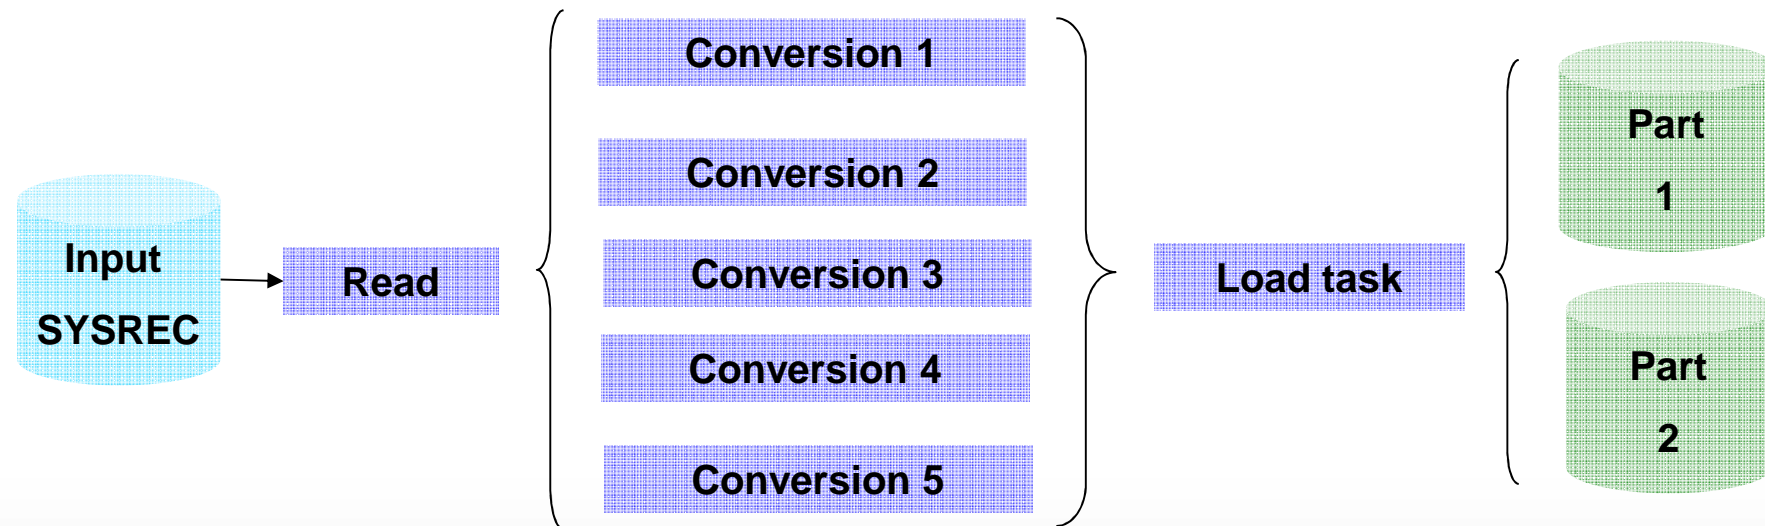 Input
SYSREC
Read
Conversion 1
Conversion 2
Conversion 3
Conversion 4
Conversion 5
Load task
Part
1
Part
2